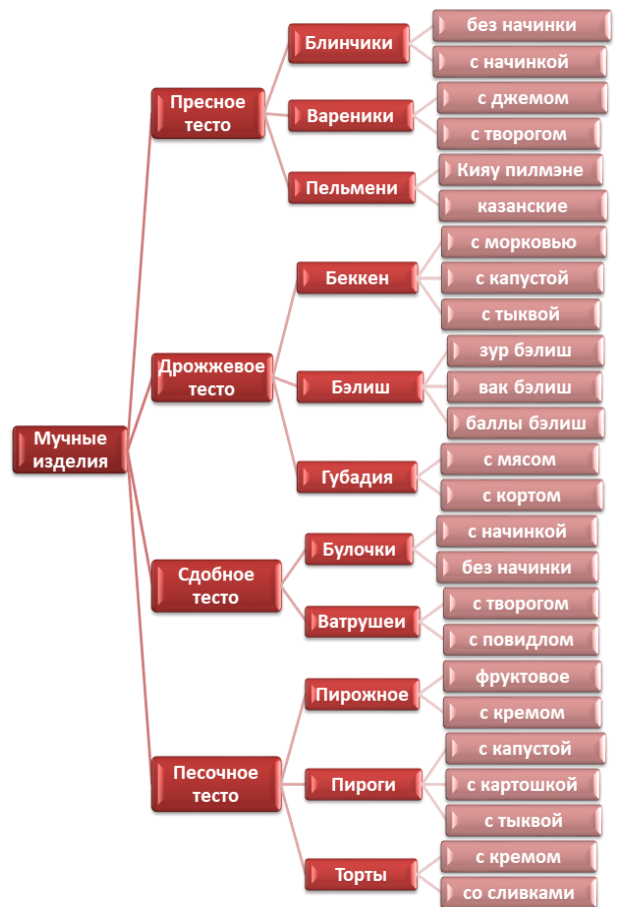 Мучные
изделия
Пресное
тесто
Блинчики
без начинки
с начинкой
Вареники
с джемом
с творогом
Пельмени
Кияу пилмэне
казанские
Дрожжевое
тесто
Беккен
с морковью
с капустой
с тыквой
Бэлиш
зур бэлиш
вак бэлиш
баллы бэлиш
Губадия
с мясом
с кортом
Сдобное
тесто
Булочки
с начинкой
без начинки
Ватрушеи
с творогом
с повидлом
Песочное
тесто
Пирожное
фруктовое
с кремом
Пироги
с капустой
с картошкой
с тыквой
Торты
с кремом
со сливками